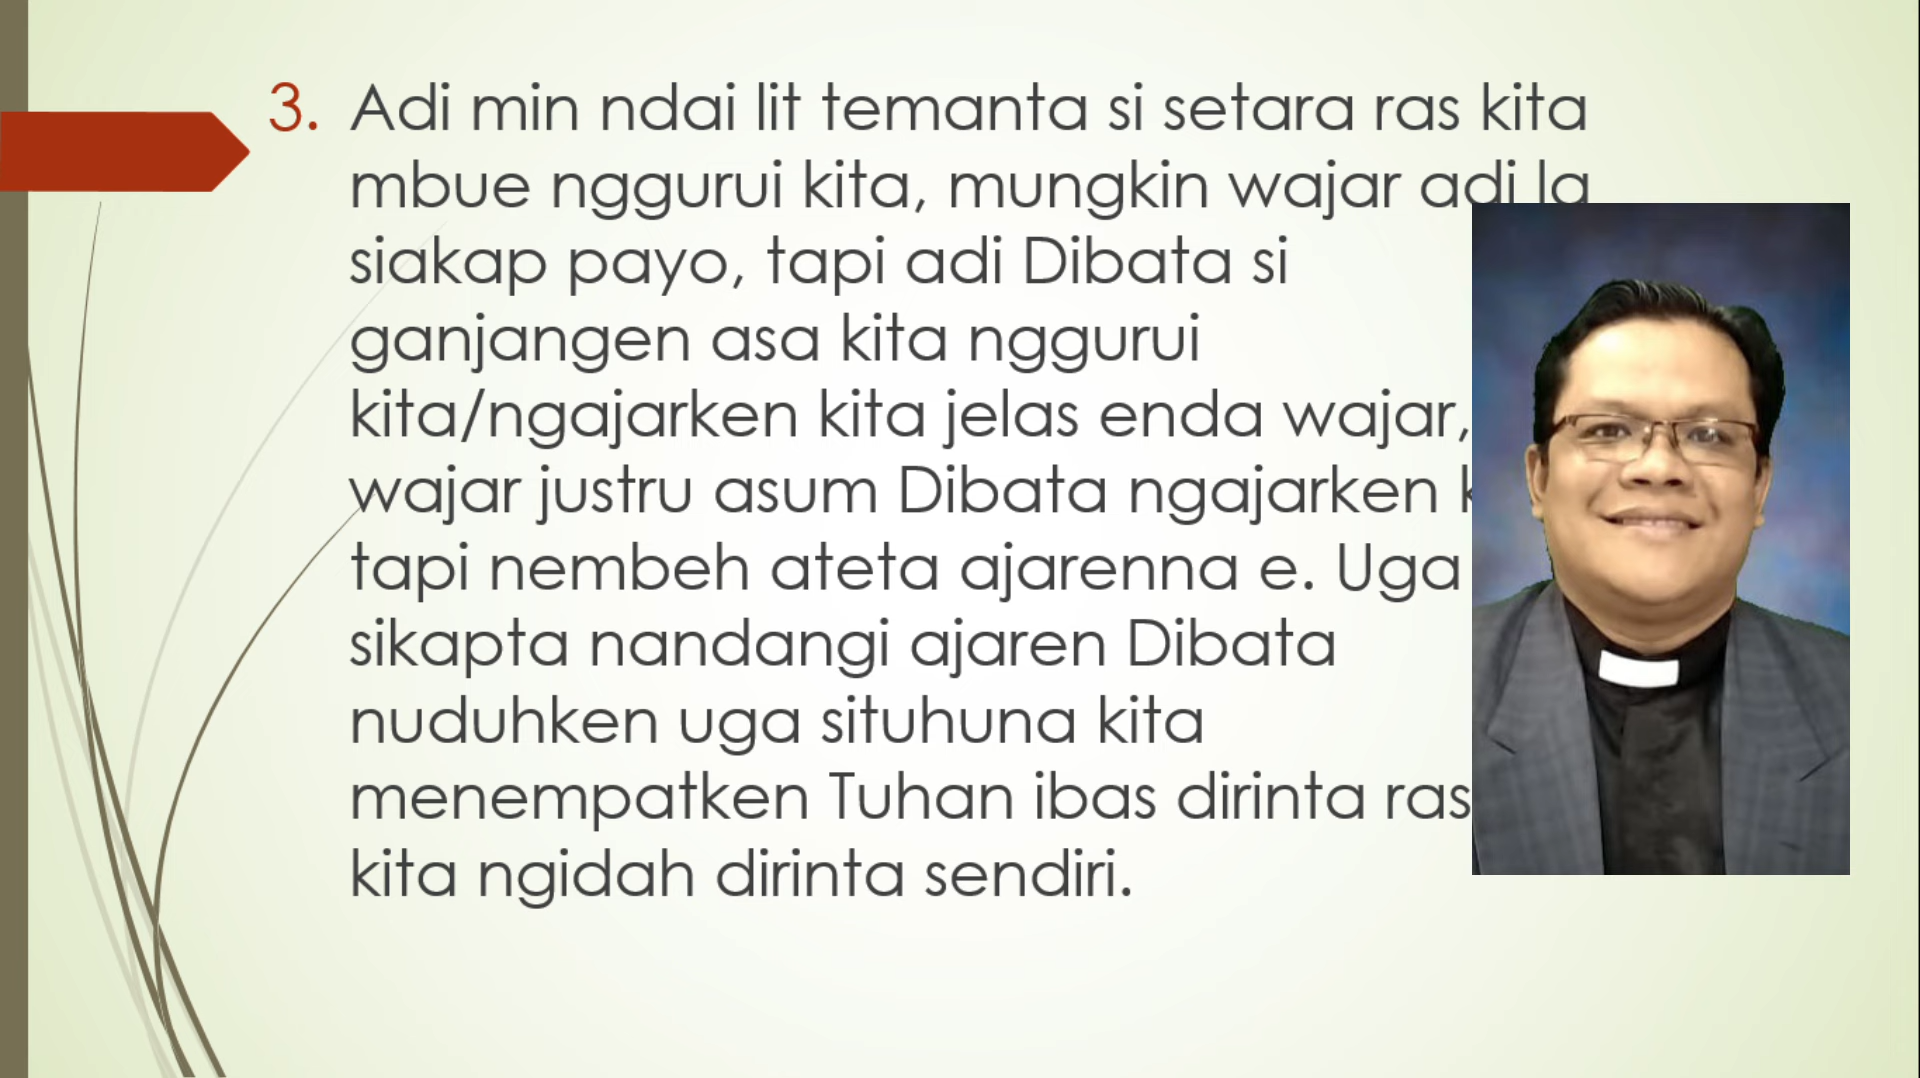 3. Adi min ndai lit temanta si setara ras kita
mbue nggurui kita, mungkin wajar adi la
siakap payo, tapi adi Dibata si
ganjangen asa kita nggurui
kita/ngajarken kita jelas enda wajar,
wajar justru asum Dibata ngajarken
tapi nembeh ateta ajarenna e. Uga
sikapta nandangi ajaren Dibata
nuduhken uga situhuna kita
menempatken Tuhan ibas dirinta ras
kita ngidah dirinta sendiri.